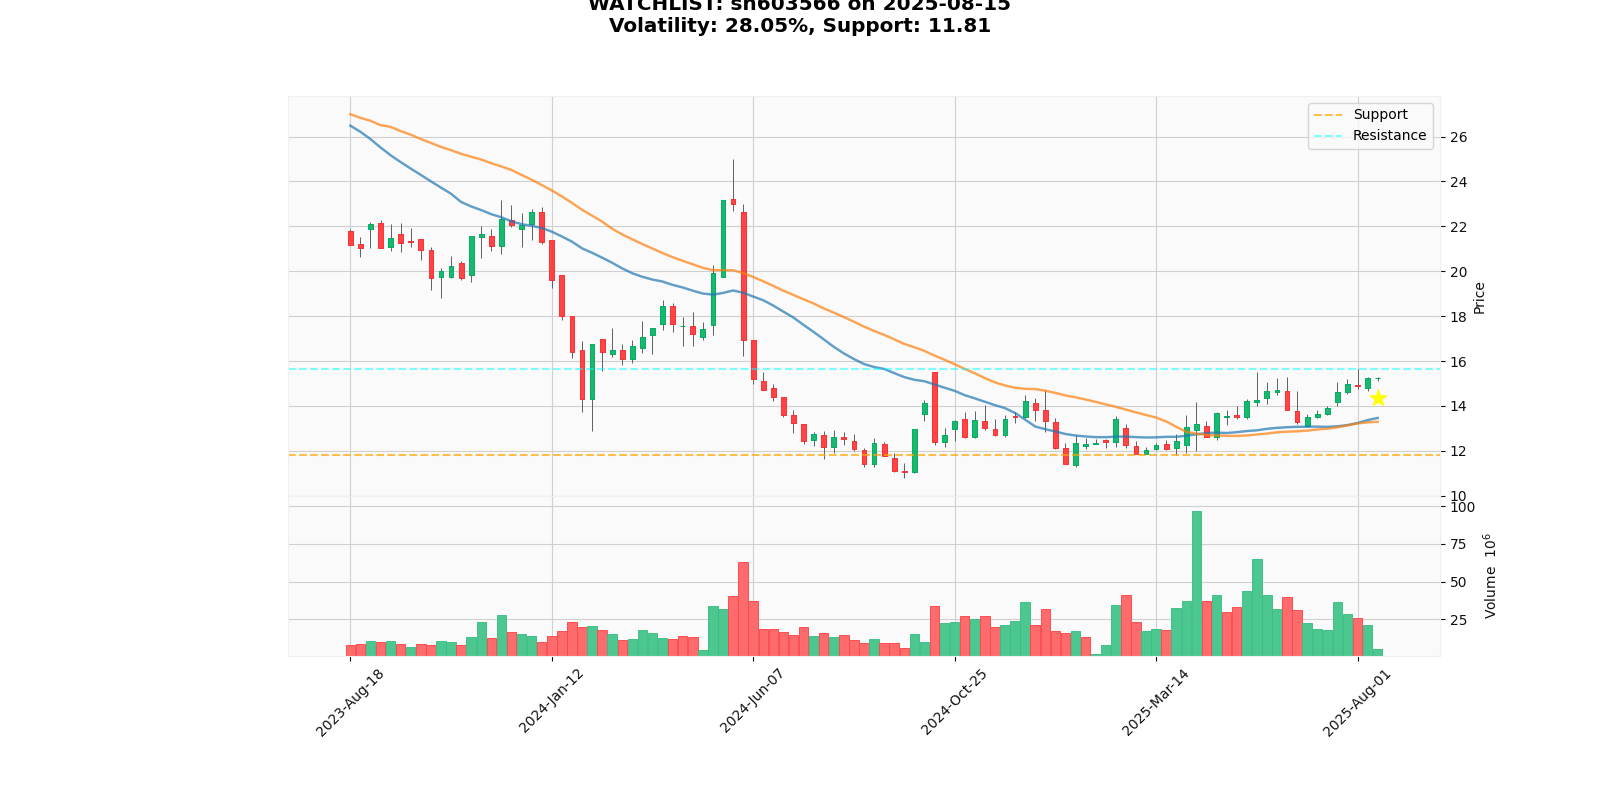 WATCHLIST: sh603566 on 2025-08-15
Volatility: 28.05%, Support: 11.81
Support
Resistance
26
24
22
20
18
16
14
12
10
Price
100
75
50
25
Volume 10⁶
2023-Aug-18
2024-Jan-12
2024-Jun-07
2024-Oct-25
2025-Mar-14
2025-Aug-01